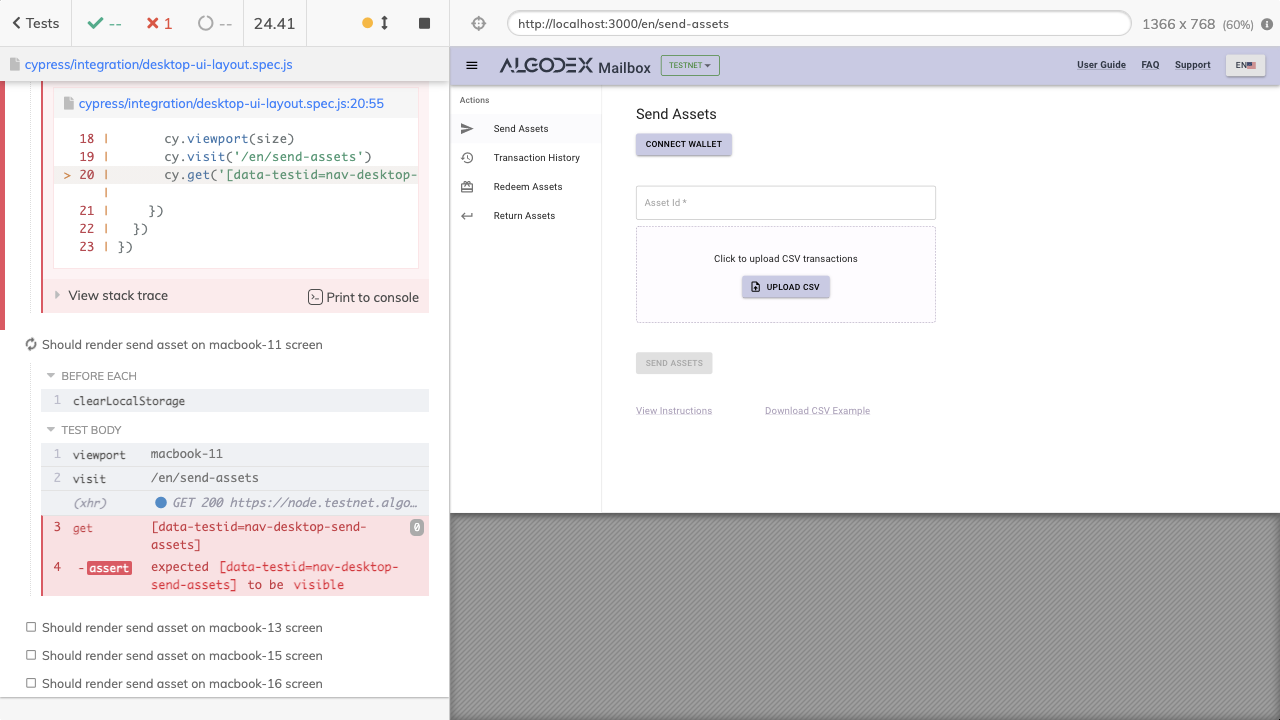 Tests
--
1
--
24.41
http://localhost:3000/en/send-assets
1366 x 768 (60%)
cypress/integration/desktop-ui-layout.spec.js
cypress/integration/desktop-ui-layout.spec.js:20:55
18 | cy.viewport(size)
19 | cy.visit('/en/send-assets')
> 20 | cy.get('[data-testid=nav-desktop-
|
21 | })
22 | })
23 | })
View stack trace
Print to console
Should render send asset on macbook-11 screen
BEFORE EACH
1 clearLocalStorage
TEST BODY
1 viewport macbook-11
2 visit /en/send-assets
(xhr) GET 200 https://node.testnet.algo…
3 get [data-testid=nav-desktop-send-
assets] 0
4 -assert expected [data-testid=nav-desktop-
send-assets] to be visible
Should render send asset on macbook-13 screen
Should render send asset on macbook-15 screen
Should render send asset on macbook-16 screen
ALGODEX Mailbox
TESTNET
User Guide
FAQ
Support
EN
Actions
Send Assets
Transaction History
Redeem Assets
Return Assets
Send Assets
CONNECT WALLET
Asset Id *
Click to upload CSV transactions
UPLOAD CSV
SEND ASSETS
View Instructions
Download CSV Example